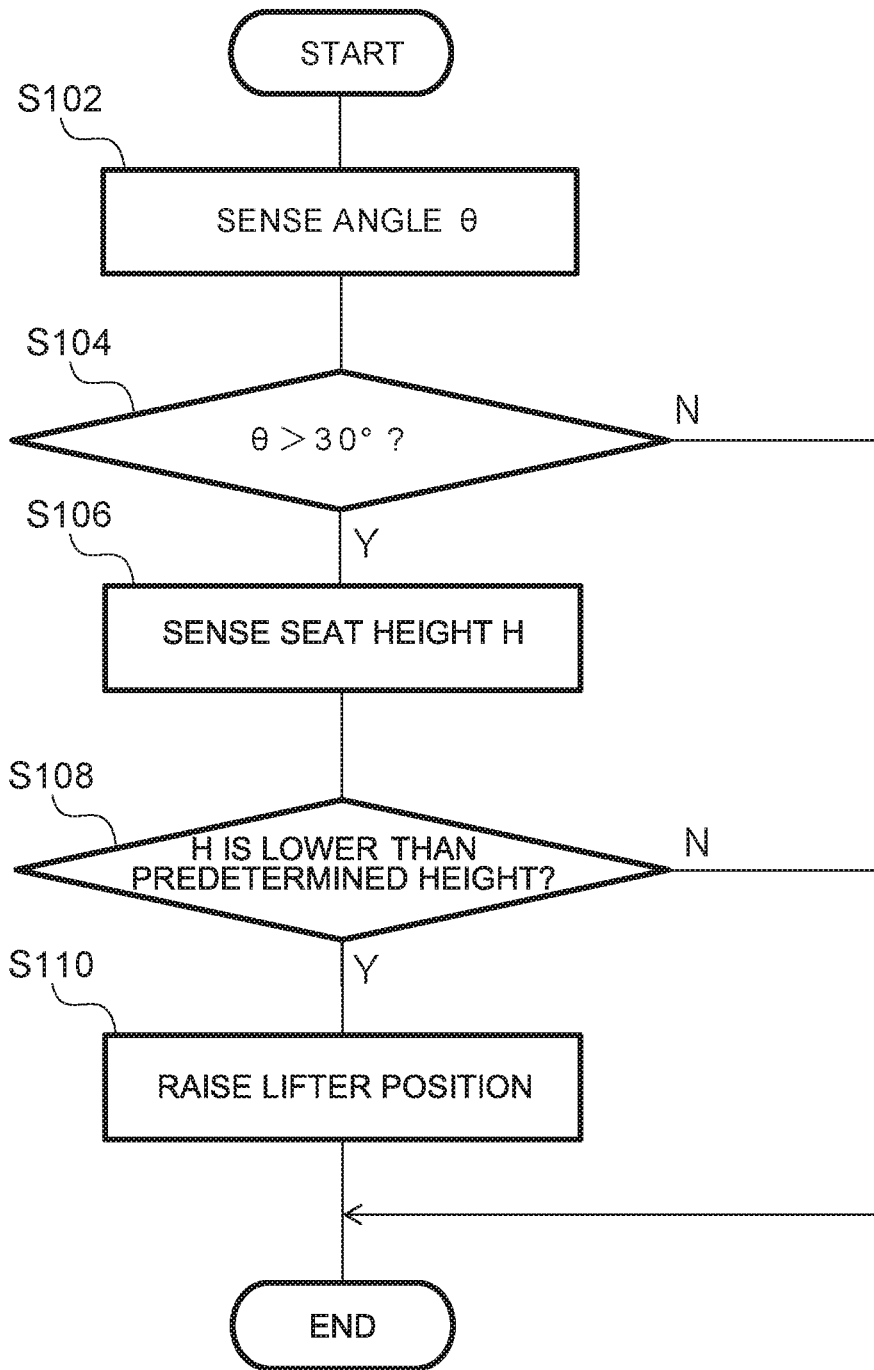 START
S102
SENSE ANGLE θ
S104
θ > 30° ?
N
Y
S106
SENSE SEAT HEIGHT H
S108
H IS LOWER THAN
PREDETERMINED HEIGHT?
N
Y
S110
RAISE LIFTER POSITION
END